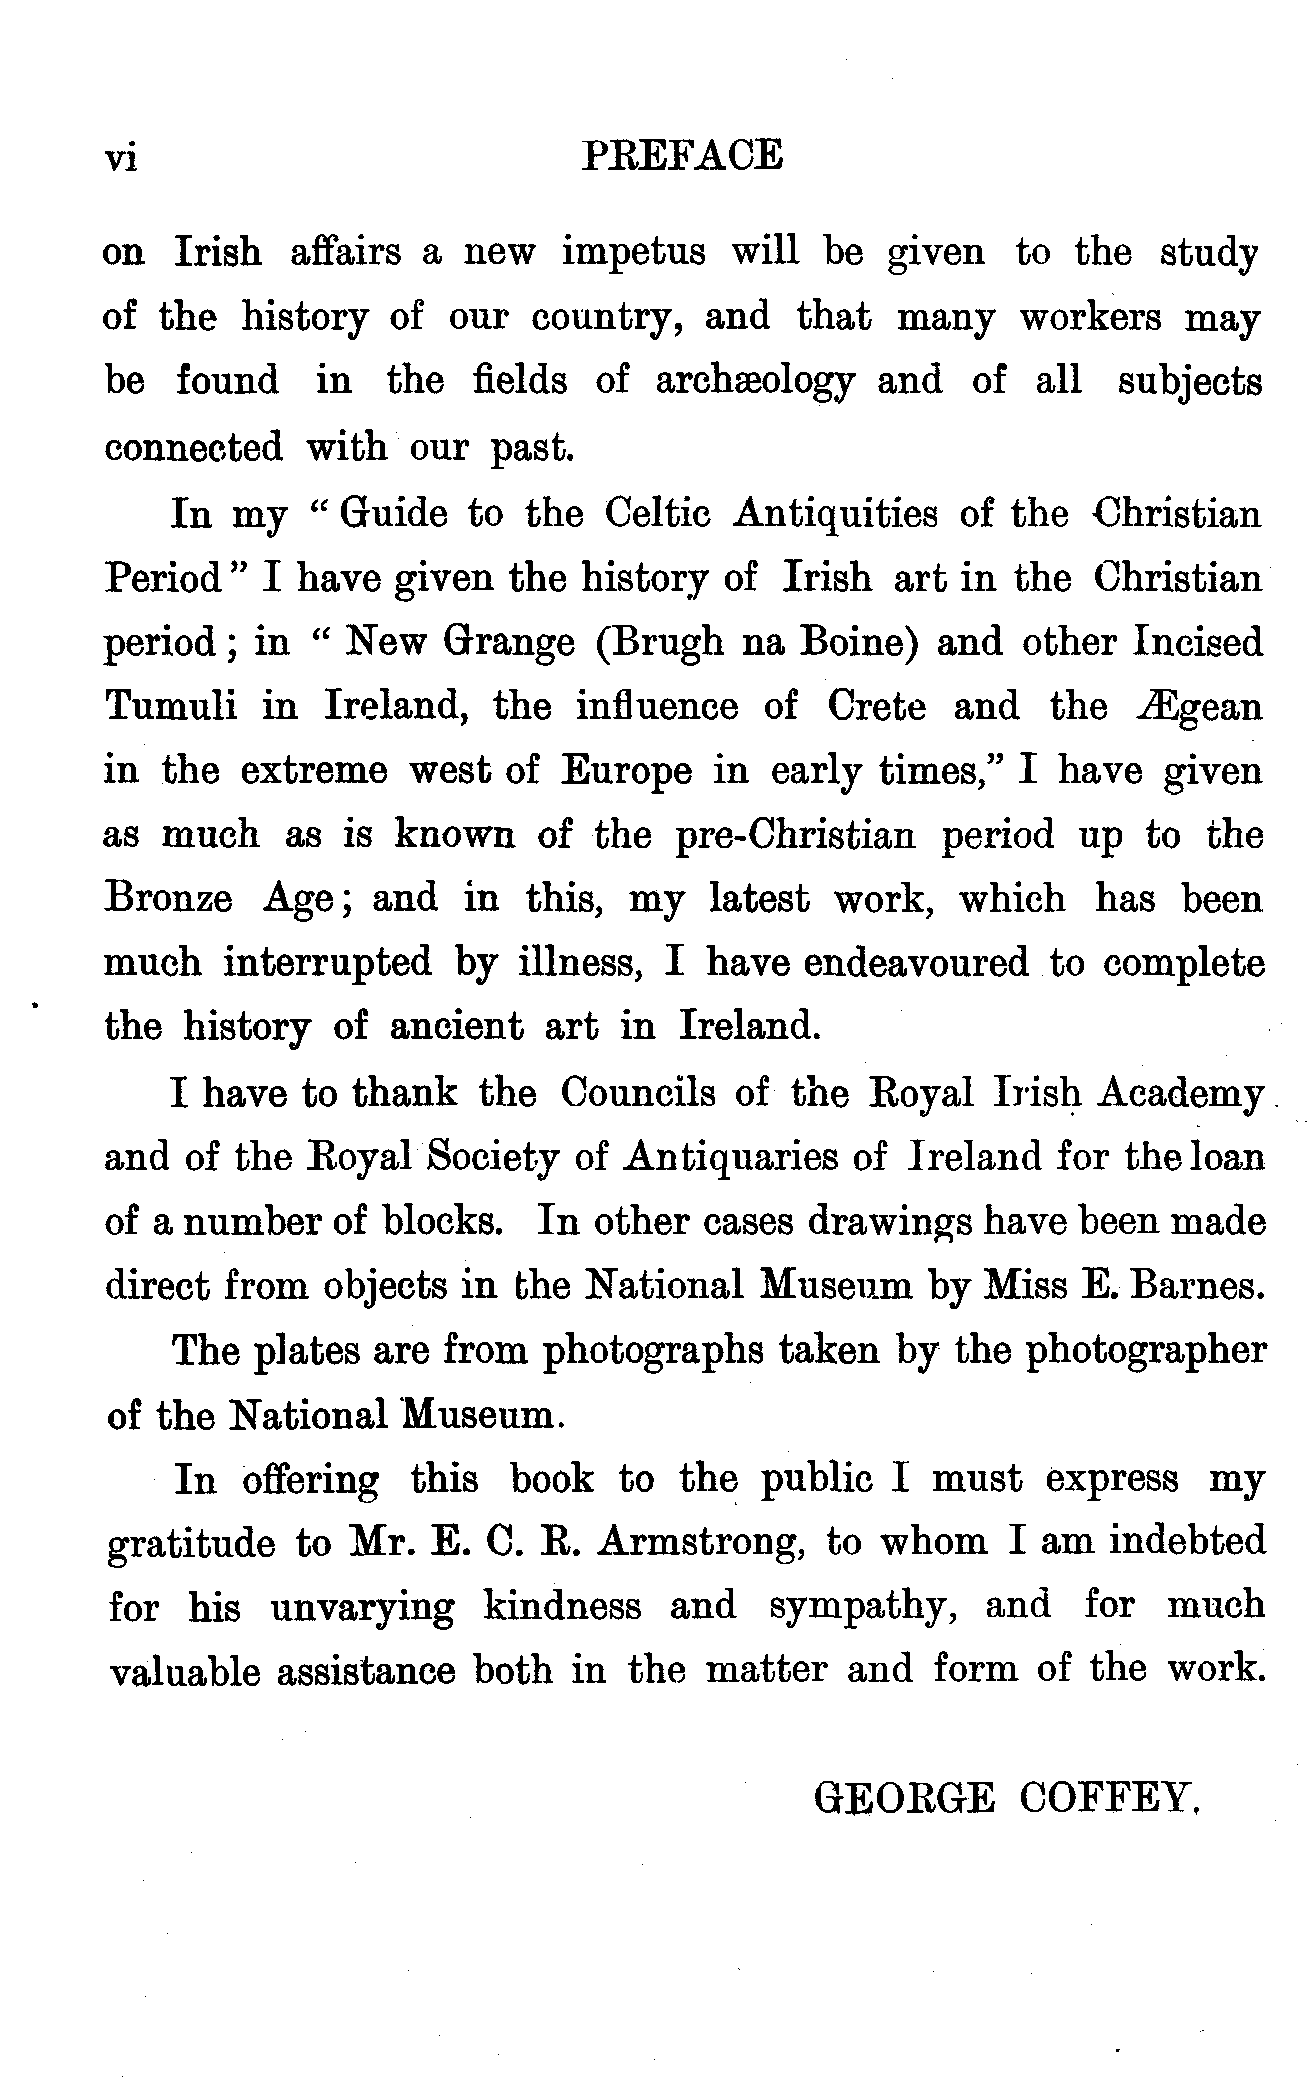 vi PREFACE
on Irish affairs a new impetus will be given to the study
of the history of our country, and that many workers may
be found in the fields of archæology and of all subjects
connected with our past.
In my “ Guide to the Celtic Antiquities of the Christian
Period ” I have given the history of Irish art in the Christian
period ; in “ New Grange (Brugh na Boine) and other Incised
Tumuli in Ireland, the influence of Crete and the Ægean
in the extreme west of Europe in early times,” I have given
as much as is known of the pre-Christian period up to the
Bronze Age ; and in this, my latest work, which has been
much interrupted by illness, I have endeavoured to complete
the history of ancient art in Ireland.
I have to thank the Councils of the Royal Irish Academy
and of the Royal Society of Antiquaries of Ireland for the loan
of a number of blocks. In other cases drawings have been made
direct from objects in the National Museum by Miss E. Barnes.
The plates are from photographs taken by the photographer
of the National Museum.
In offering this book to the public I must express my
gratitude to Mr. E. C. R. Armstrong, to whom I am indebted
for his unvarying kindness and sympathy, and for much
valuable assistance both in the matter and form of the work.
GEORGE COFFEY.